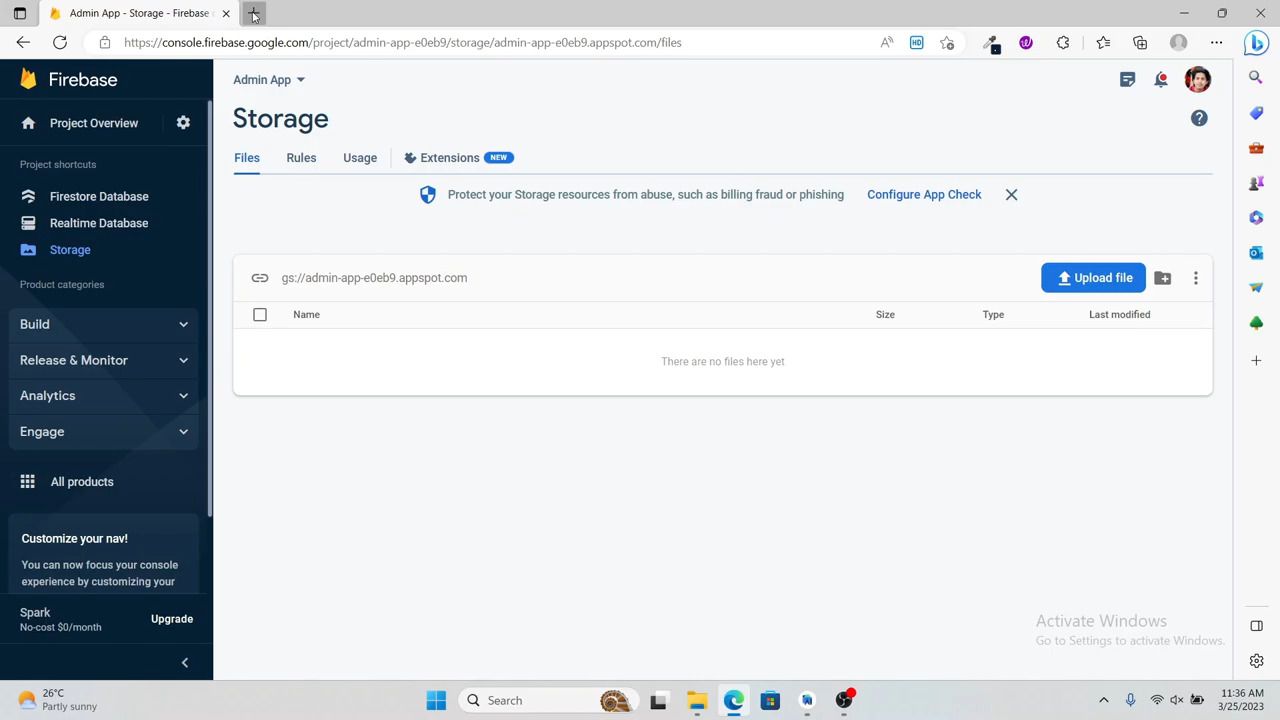 Admin App - Storage - Firebase c
https://console.firebase.google.com/project/admin-app-e0eb9/storage/admin-app-e0eb9.appspot.com/files
Firebase
Project Overview
Project shortcuts
Firestore Database
Realtime Database
Storage
Product categories
Build
Release & Monitor
Analytics
Engage
All products
Customize your nav!
You can now focus your console
experience by customizing your
Spark
No-cost $0/month
Upgrade
Admin App
Storage
Files Rules Usage Extensions NEW
Protect your Storage resources from abuse, such as billing fraud or phishing Configure App Check
gs://admin-app-e0eb9.appspot.com
Upload file
Name Size Type Last modified
There are no files here yet
Activate Windows
Go to Settings to activate Windows.
26°C
Partly sunny
Search
11:36 AM
3/25/2023